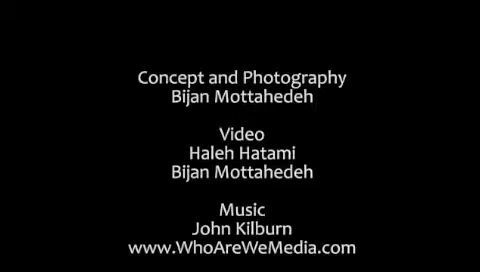 Concept and Photography
Bijan Mottahedeh
Video
Haleh Hatami
Bijan Mottahedeh
Music
John Kilburn
www.WhoAreWeMedia.com